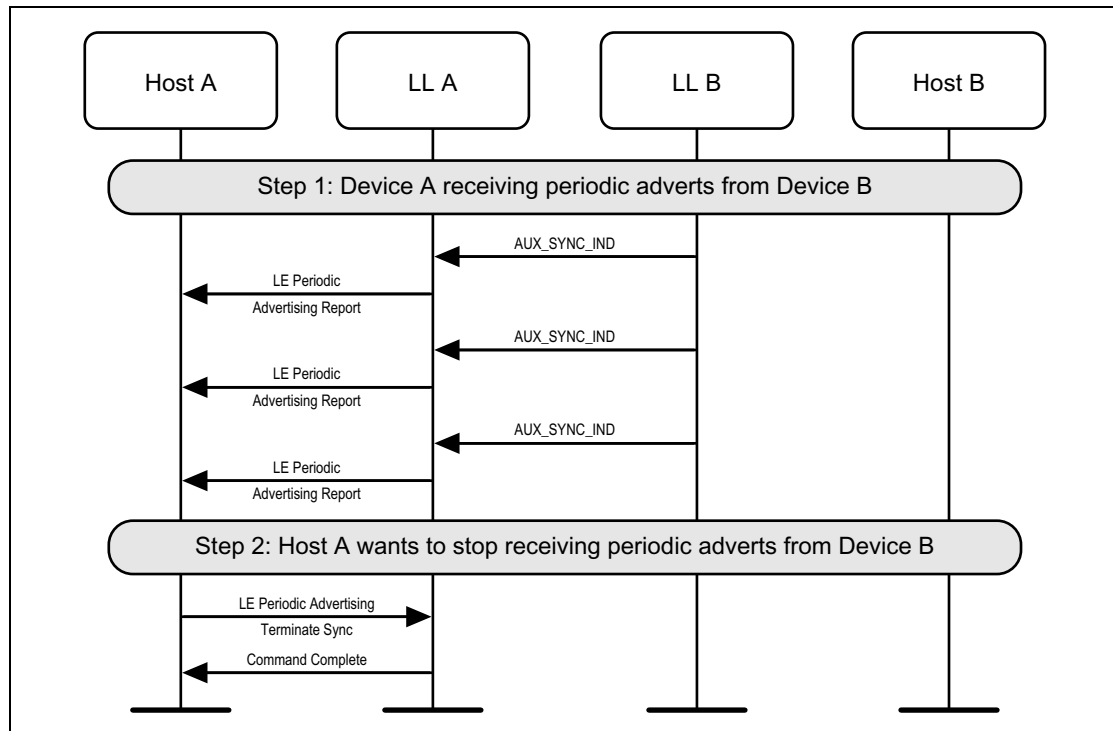 Host A
LL A
LL B
Host B
Step 1: Device A receiving periodic adverts from Device B
AUX_SYNC_IND
LE Periodic
Advertising Report
AUX_SYNC_IND
LE Periodic
Advertising Report
AUX_SYNC_IND
LE Periodic
Advertising Report
Step 2: Host A wants to stop receiving periodic adverts from Device B
LE Periodic Advertising
Terminate Sync
Command Complete